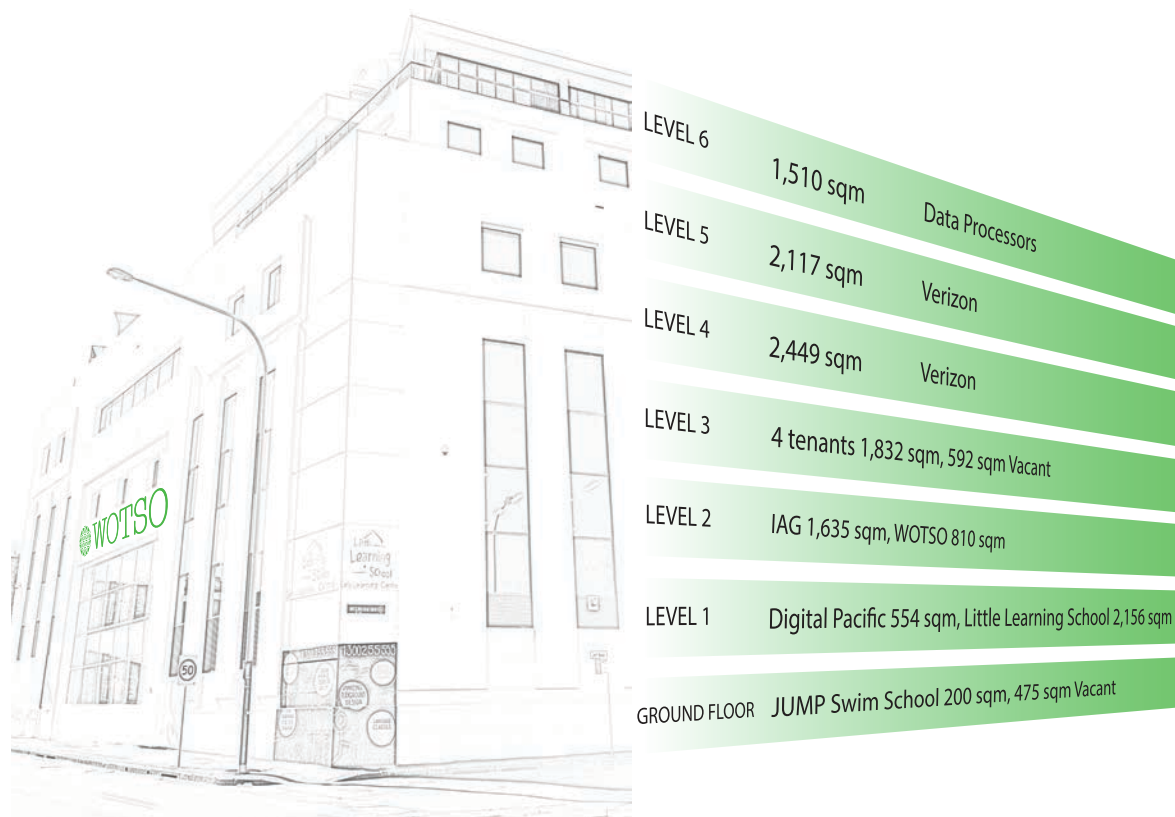 LEVEL 6 1,510 sqm Data Processors
LEVEL 5 2,117 sqm Verizon
LEVEL 4 2,449 sqm Verizon
LEVEL 3 4 tenants 1,832 sqm, 592 sqm Vacant
LEVEL 2 IAG 1,635 sqm, WOTSO 810 sqm
LEVEL 1 Digital Pacific 554 sqm, Little Learning School 2,156 sqm
GROUND FLOOR JUMP Swim School 200 sqm, 475 sqm Vacant
WOTSO
Learning
School
1300 255 333
50